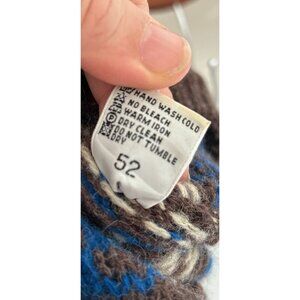 HAND WASH COLD
NO BLEACH
WARM IRON
DRY CLEAN
DO NOT TUMBLE
DRY
52